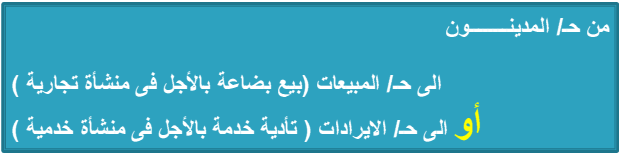 من حـ/ المدينـــــــون
الى حـ/ المبيعات (بيع بضاعة بالأجل فى منشأة تجارية )
أو الى حـ/ الايرادات ( تأدية خدمة بالأجل فى منشأة خدمية )